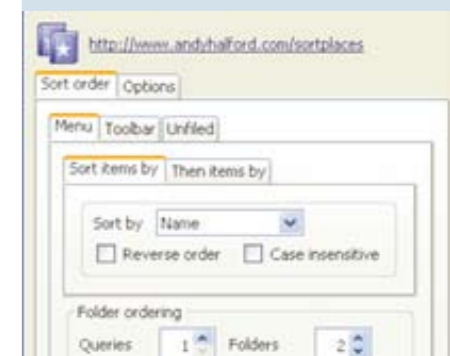 http://www.andyhalford.com/sortplaces
Sort order Options
Menu Toolbar Unfiled
Sort items by Then items by
Sort by Name
Reverse order Case insensitive
Folder ordering
Queries 1 Folders 2